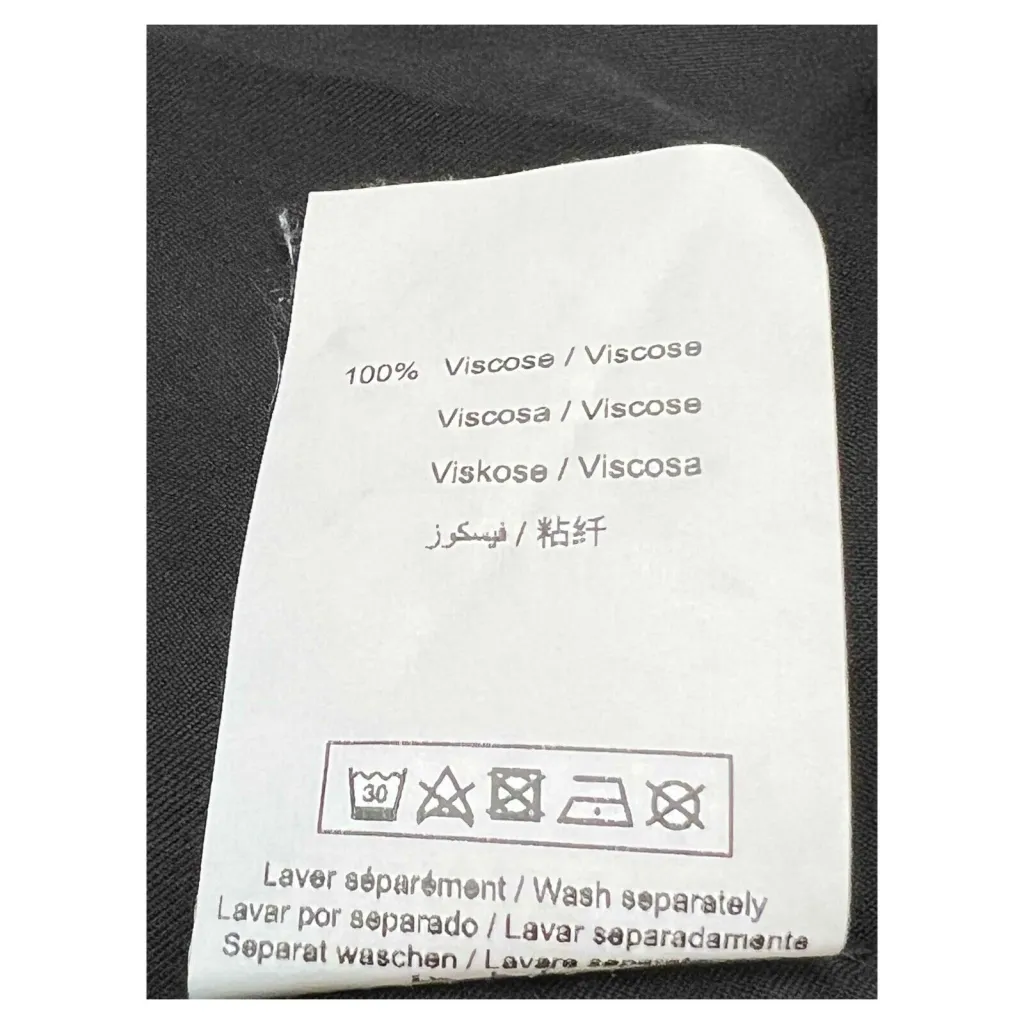 100% Viscose / Viscose
Viscosa / Viscose
Viskose / Viscosa
فيسكوز / 粘纤
30
Laver séparément / Wash separately
Lavar por separado / Lavar separadamente
Separat waschen / Lavare